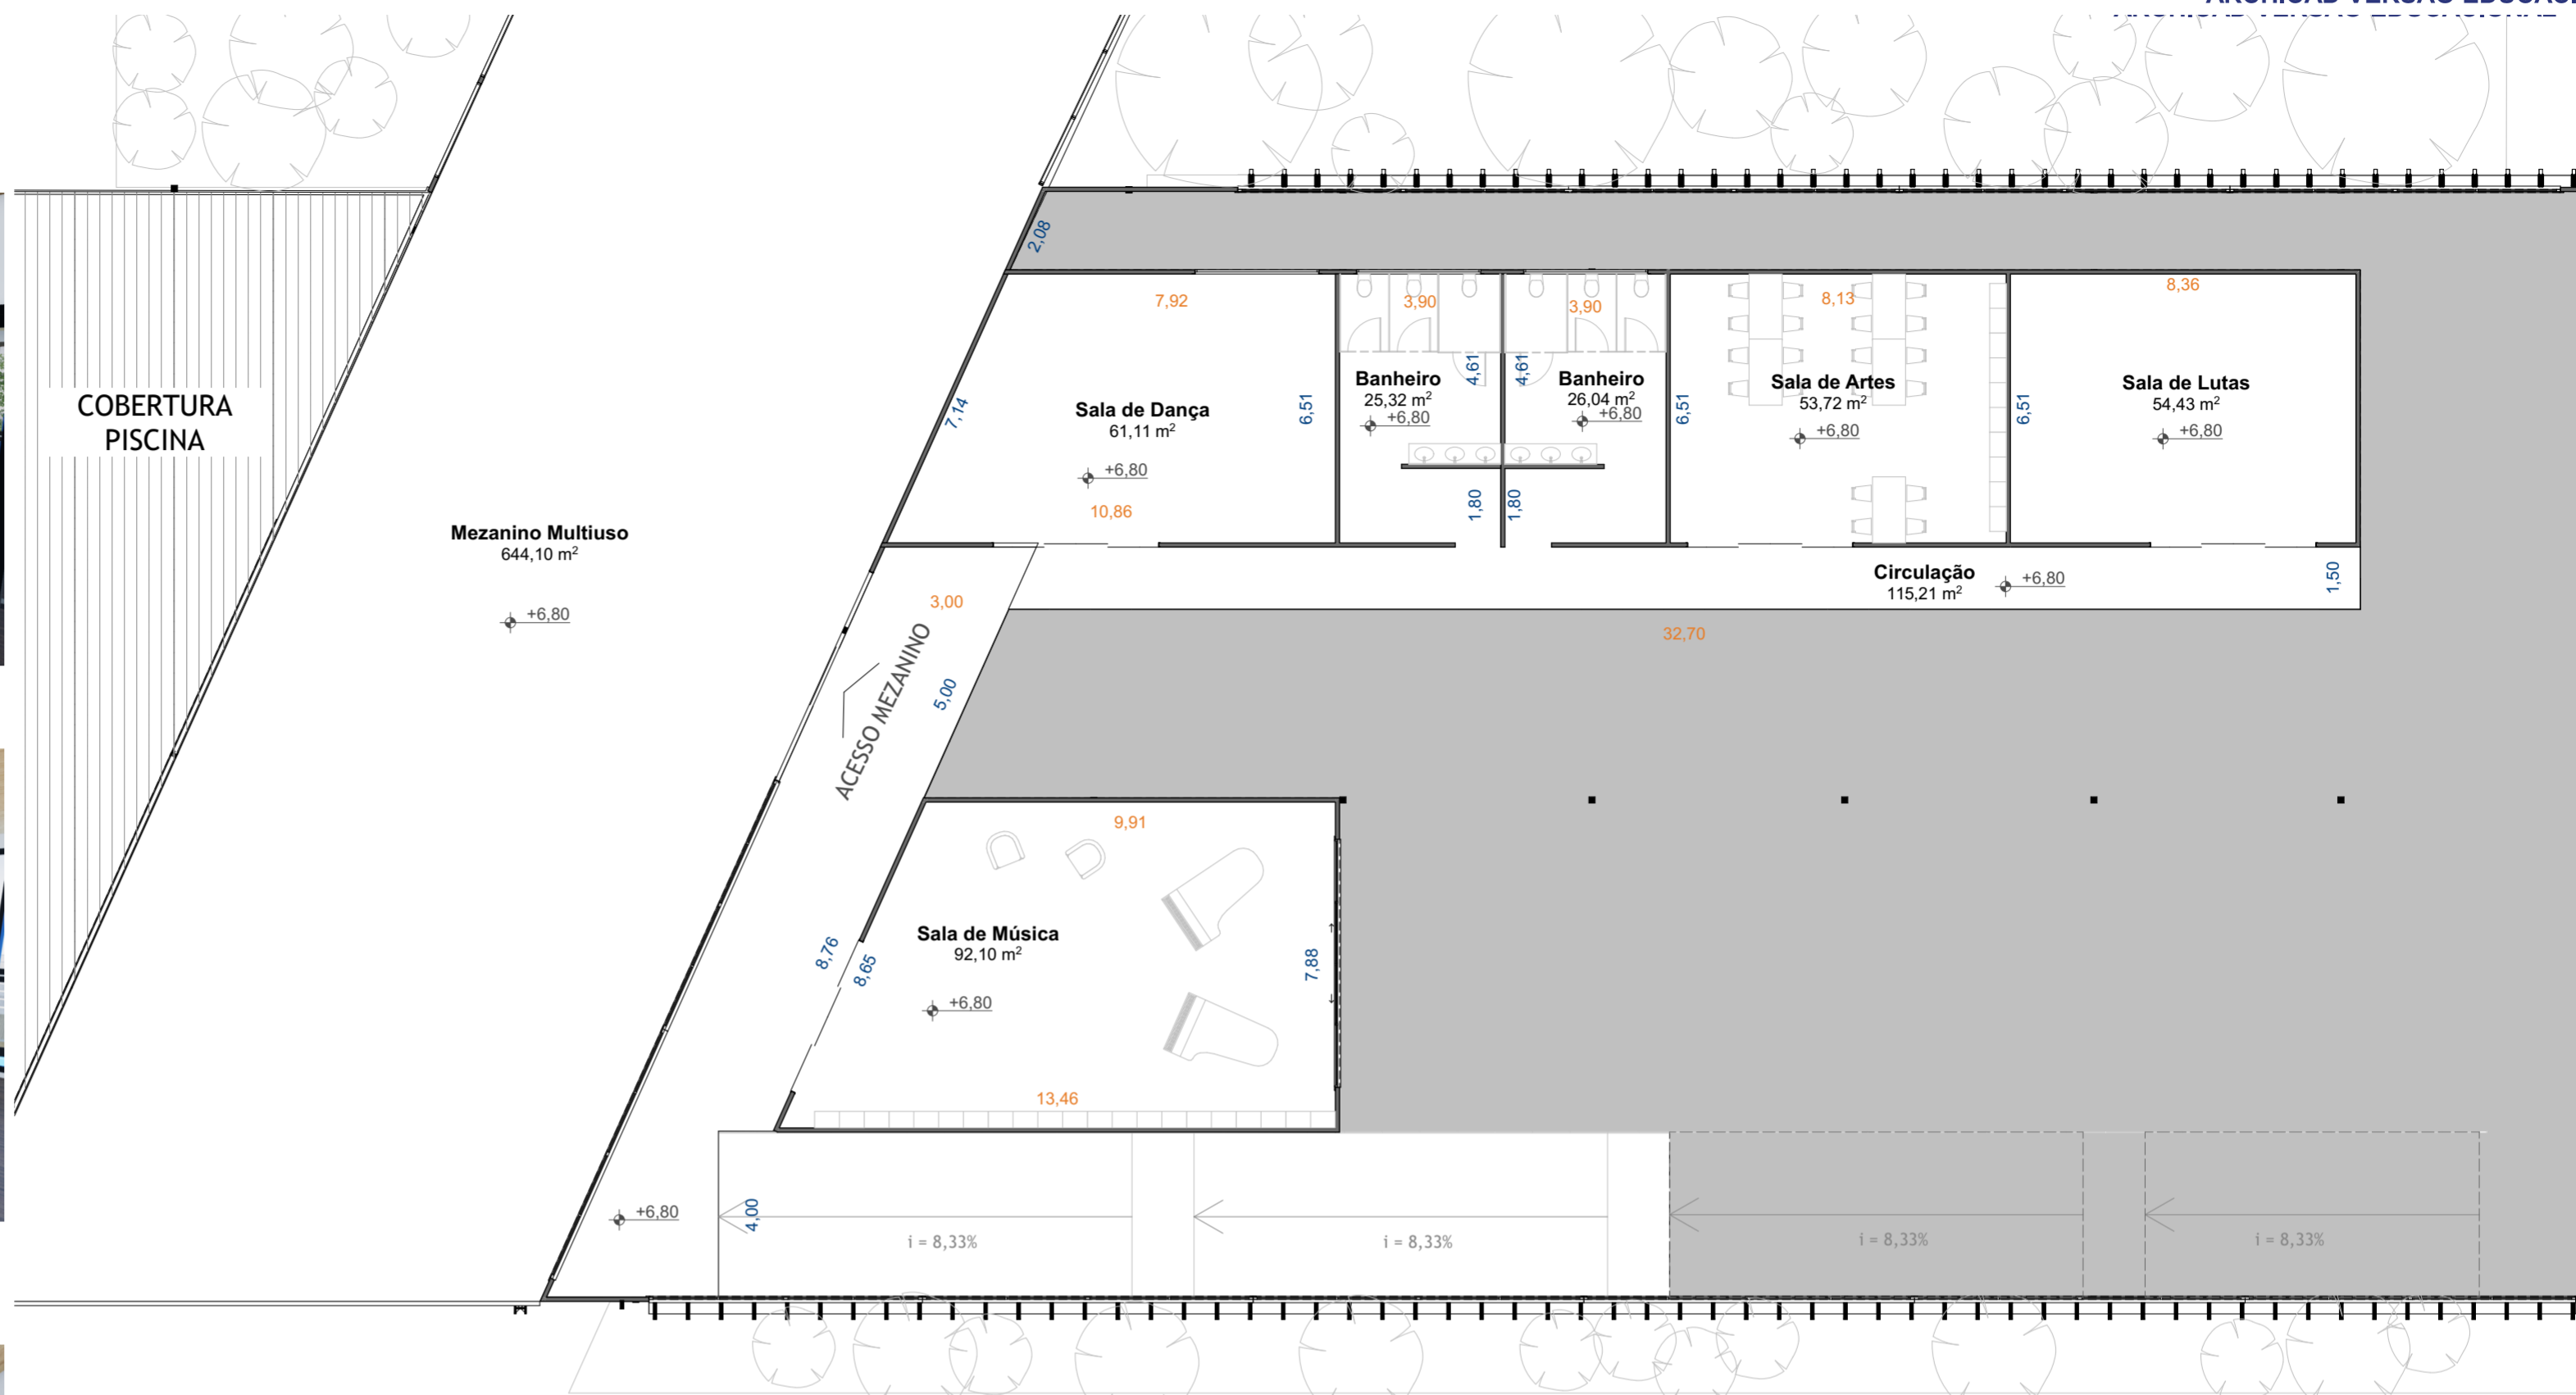 ARCHICAD VERSÃO EDUCACIONAL
2,08
7,92
3,90
3,90
8,13
8,36
COBERTURA
PISCINA
7,14
Sala de Dança
61,11 m²
+6,80
10,86
6,51
Banheiro
25,32 m²
+6,80
4,61
1,80
Banheiro
26,04 m²
+6,80
4,61
1,80
6,51
Sala de Artes
53,72 m²
+6,80
6,51
Sala de Lutas
54,43 m²
+6,80
Mezanino Multiuso
644,10 m²
+6,80
Circulação
115,21 m²
+6,80
1,50
3,00
32,70
ACESSO MEZANINO
5,00
9,91
8,76
8,65
Sala de Música
92,10 m²
+6,80
7,88
13,46
+6,80
4,00
i = 8,33%
i = 8,33%
i = 8,33%
i = 8,33%